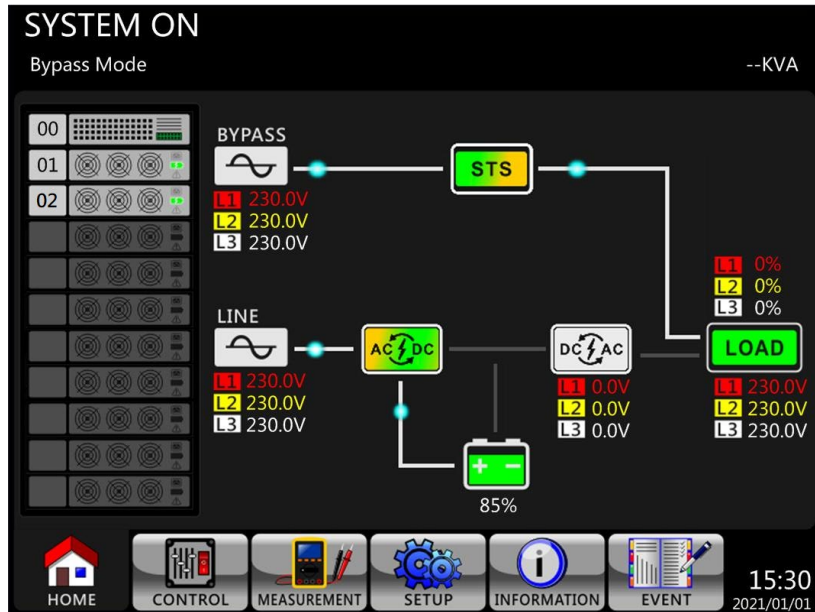 SYSTEM ON
Bypass Mode
--KVA
00
01
02
BYPASS
L1 230.0V
L2 230.0V
L3 230.0V
STS
L1 0%
L2 0%
L3 0%
LINE
L1 230.0V
L2 230.0V
L3 230.0V
AC DC
DC AC
L1 0.0V
L2 0.0V
L3 0.0V
LOAD
L1 230.0V
L2 230.0V
L3 230.0V
+ -
85%
HOME
CONTROL
MEASUREMENT
SETUP
INFORMATION
EVENT
15:30
2021/01/01